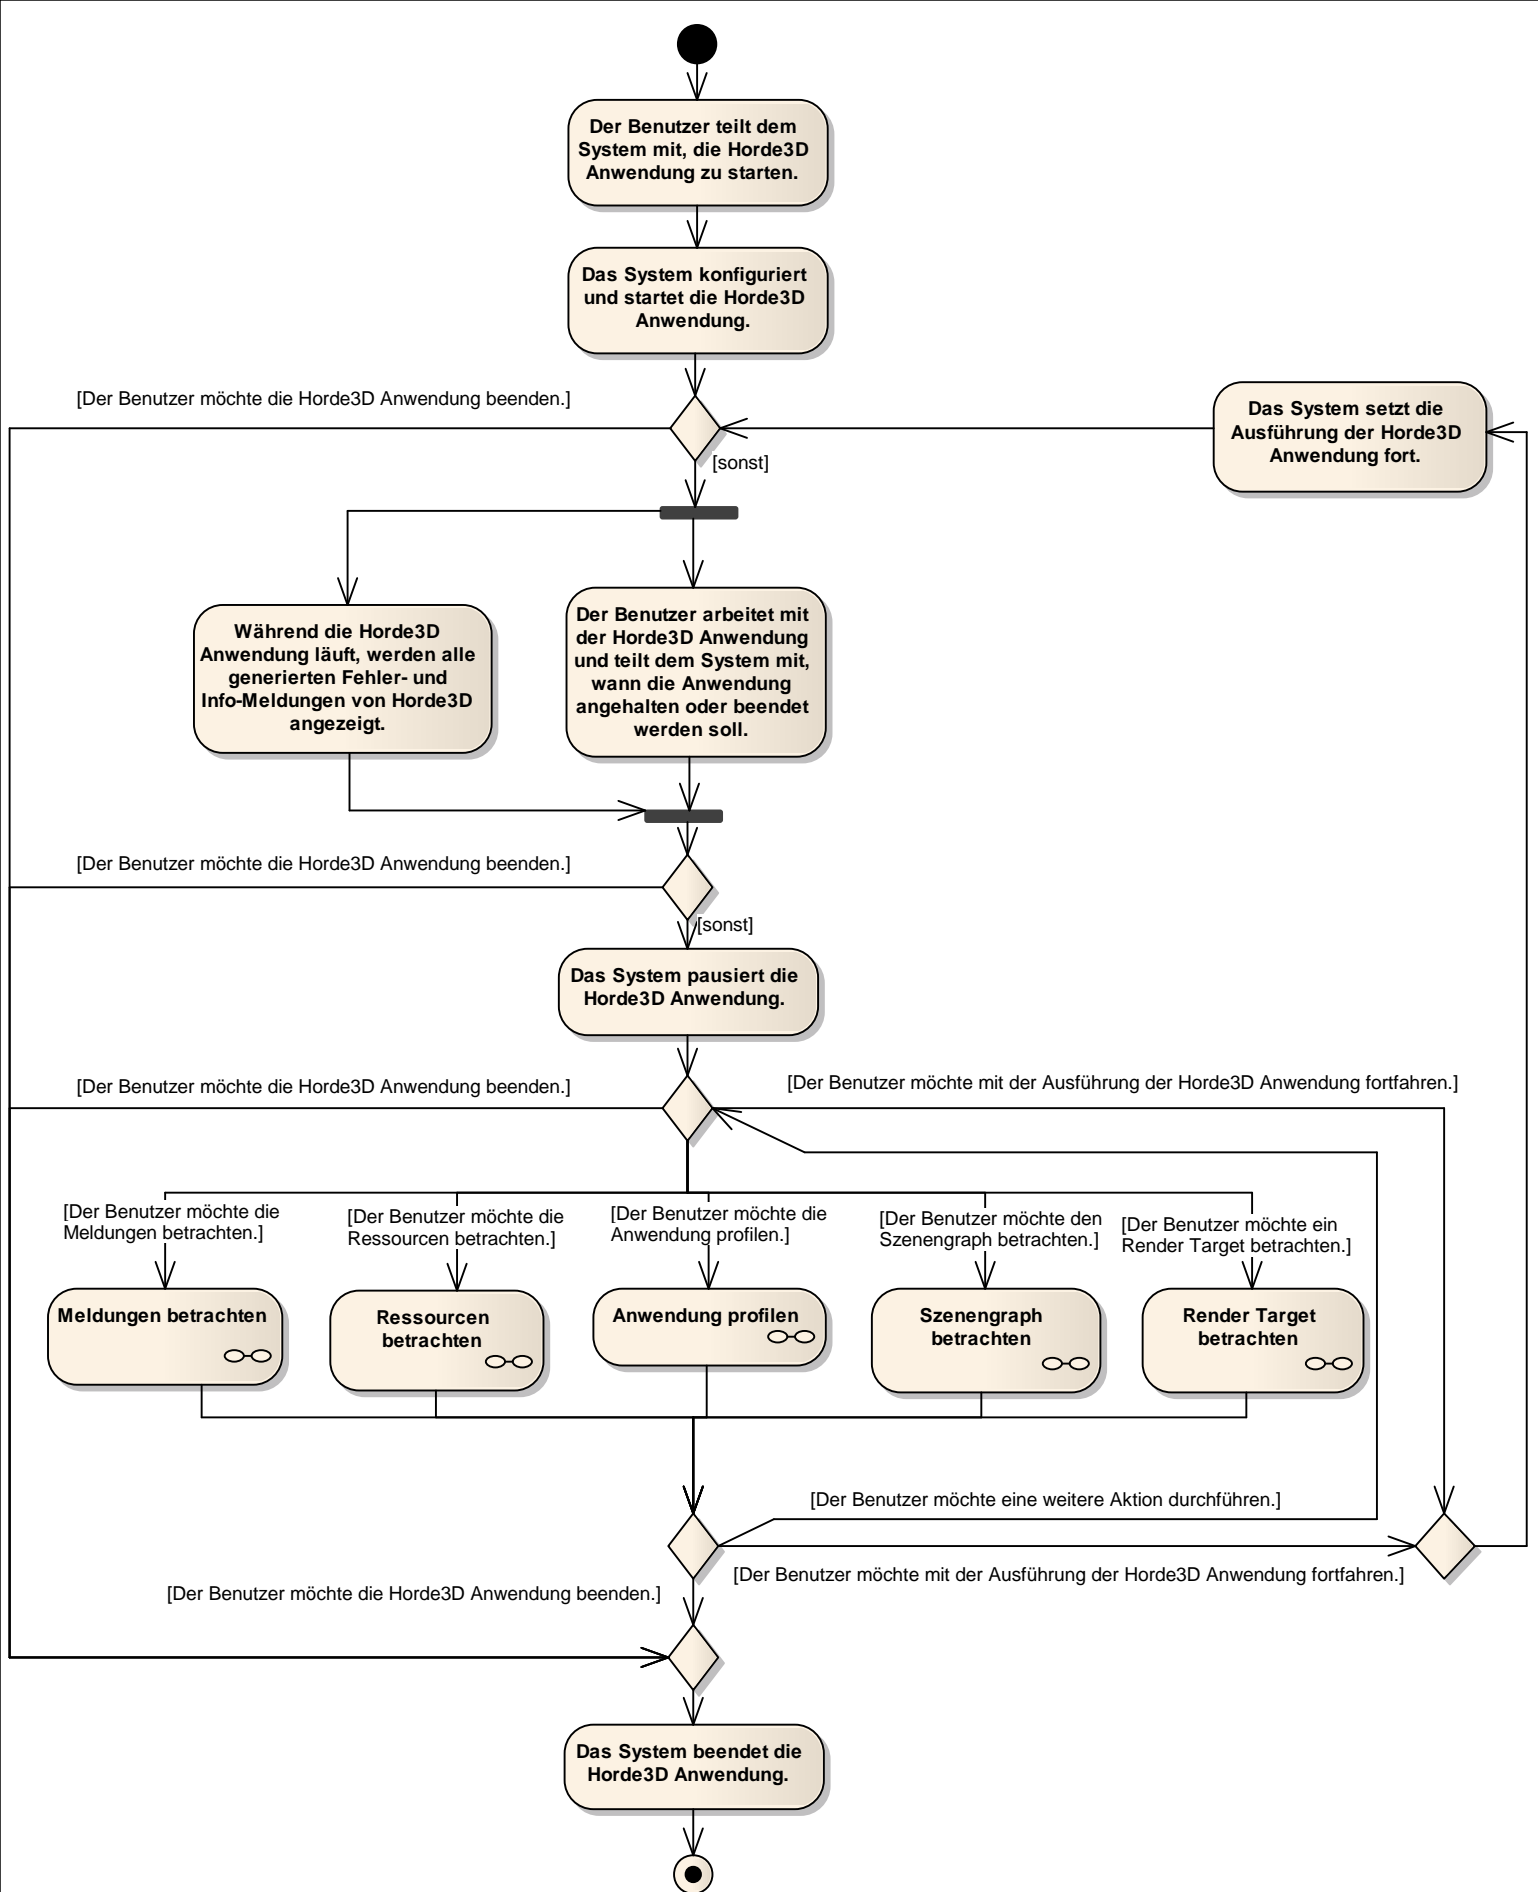 Der Benutzer teilt dem
System mit, die Horde3D
Anwendung zu starten.
Das System konfiguriert
und startet die Horde3D
Anwendung.
[Der Benutzer möchte die Horde3D Anwendung beenden.]
Das System setzt die
Ausführung der Horde3D
Anwendung fort.
[sonst]
Während die Horde3D
Anwendung läuft, werden alle
generierten Fehler- und
Info-Meldungen von Horde3D
angezeigt.
Der Benutzer arbeitet mit
der Horde3D Anwendung
und teilt dem System mit,
wann die Anwendung
angehalten oder beendet
werden soll.
[Der Benutzer möchte die Horde3D Anwendung beenden.]
[sonst]
Das System pausiert die
Horde3D Anwendung.
[Der Benutzer möchte die Horde3D Anwendung beenden.]
[Der Benutzer möchte mit der Ausführung der Horde3D Anwendung fortfahren.]
[Der Benutzer möchte die
Meldungen betrachten.]
[Der Benutzer möchte die
Ressourcen betrachten.]
[Der Benutzer möchte die
Anwendung profilen.]
[Der Benutzer möchte den
Szenengraph betrachten.]
[Der Benutzer möchte ein
Render Target betrachten.]
Meldungen betrachten
Ressourcen
betrachten
Anwendung profilen
Szenengraph
betrachten
Render Target
betrachten
[Der Benutzer möchte eine weitere Aktion durchführen.]
[Der Benutzer möchte mit der Ausführung der Horde3D Anwendung fortfahren.]
[Der Benutzer möchte die Horde3D Anwendung beenden.]
Das System beendet die
Horde3D Anwendung.